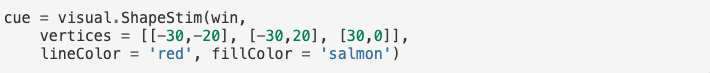 cue = visual.ShapeStim(win,
    vertices = [[-30,-20], [-30,20], [30,0]],
    lineColor = 'red', fillColor = 'salmon')